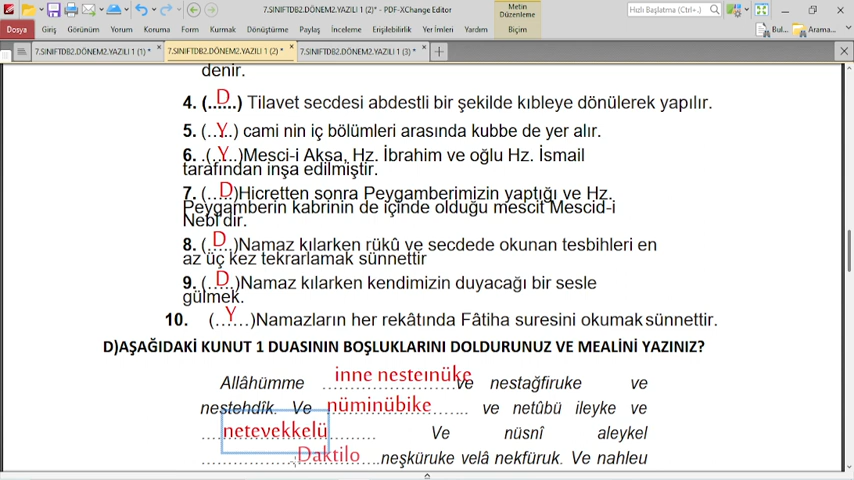 7.SINIFTDB2.DÖNEM2.YAZILI 1 (2)* - PDF-XChange Editor
Metin Düzenleme
Hızlı Başlatma (Ctrl+.)
Dosya Giriş Görünüm Yorum Koruma Form Kurmak Dönüştürme Paylaş İnceleme Erişilebilirlik Yer İmleri Yardım Biçim Bul... Arama...
7.SINIFTDB2.DÖNEM2.YAZILI 1 (1) * 7.SINIFTDB2.DÖNEM2.YAZILI 1 (2) * 7.SINIFTDB2.DÖNEM2.YAZILI 1 (3) *
denir.
4. (..D....) Tilavet secdesi abdestli bir şekilde kıbleye dönülerek yapılır.
5. (..Y..) cami nin iç bölümleri arasında kubbe de yer alır.
6. .(..Y..)Mesci-i Aksa, Hz. İbrahim ve oğlu Hz. İsmail
tarafından inşa edilmiştir.
7. (..D..)Hicretten sonra Peygamberimizin yaptığı ve Hz.
Peygamberin kabrinin de içinde olduğu mescit Mescid-i
Nebî'dir.
8. (..D..)Namaz kılarken rükû ve secdede okunan tesbihleri en
az üç kez tekrarlamak sünnettir
9. (..D..)Namaz kılarken kendimizin duyacağı bir sesle
gülmek.
10. (..Y....)Namazların her rekâtında Fâtiha suresini okumak sünnettir.
D)AŞAĞIDAKİ KUNUT 1 DUASININ BOŞLUKLARINI DOLDURUNUZ VE MEALİNİ YAZINIZ?
Allâhümme inne nesteınüke ve nestağfiruke ve
nestehdîk. Ve nüminübike ....... ve netûbü ileyke ve
netevekkelü ............ Ve nüsnî aleykel
........................Daktilo.....neşküruke velâ nekfüruk. Ve nahleu